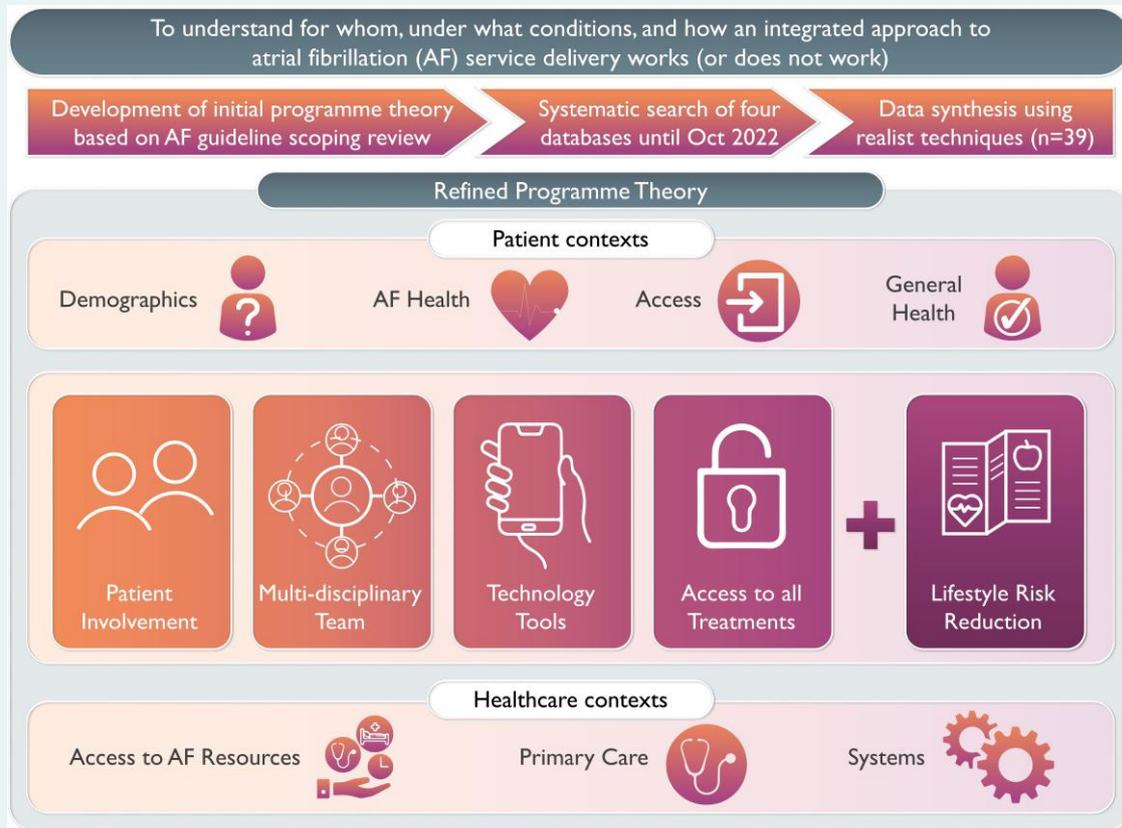 To understand for whom, under what conditions, and how an integrated approach to
atrial fibrillation (AF) service delivery works (or does not work)
Development of initial programme theory
based on AF guideline scoping review
Systematic search of four
databases until Oct 2022
Data synthesis using
realist techniques (n=39)
Refined Programme Theory
Patient contexts
Demographics
?
AF Health
Access
General
Health
Patient
Involvement
Multi-disciplinary
Team
Technology
Tools
Access to all
Treatments
Lifestyle Risk
Reduction
Healthcare contexts
Access to AF Resources
Primary Care
Systems